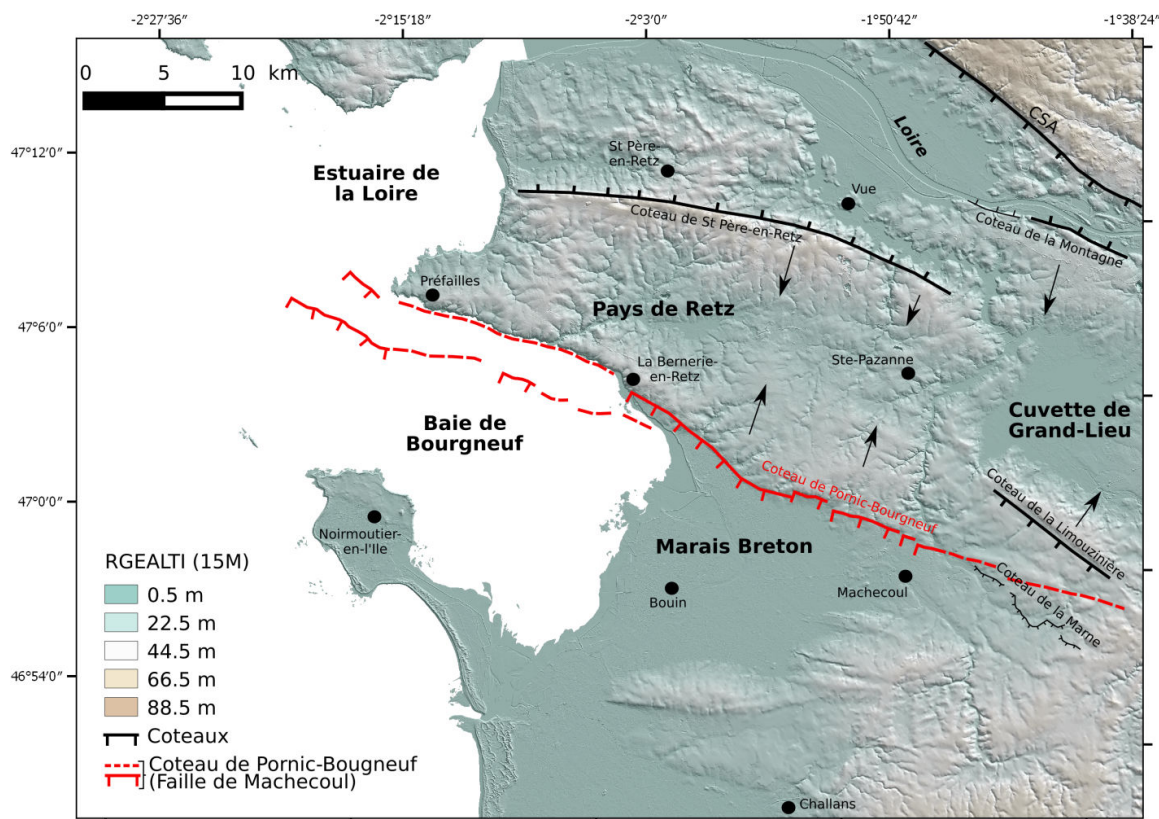 -2°27'36"
-2°15'18"
-2°3'0"
-1°50'42"
-1°38'24"
0 5 10 km
47°12'0"
47°6'0"
47°0'0"
46°54'0"
CSA
Loire
St Père-
en-Retz
Estuaire de
la Loire
Vue
Coteau de St Père-en-Retz
Coteau de la Montagne
Préfailles
Pays de Retz
La Bernerie-
en-Retz
Ste-Pazanne
Cuvette de
Grand-Lieu
Baie de
Bourgneuf
Coteau de Pornic-Bourgneuf
Coteau de la Limouzinière
Noirmoutier-
en-l'Ile
Marais Breton
Bouin
Machecoul
Coteau de la Marne
RGEALTI (15M)
0.5 m
22.5 m
44.5 m
66.5 m
88.5 m
Coteaux
Coteau de Pornic-Bougneuf
(Faille de Machecoul)
Challans